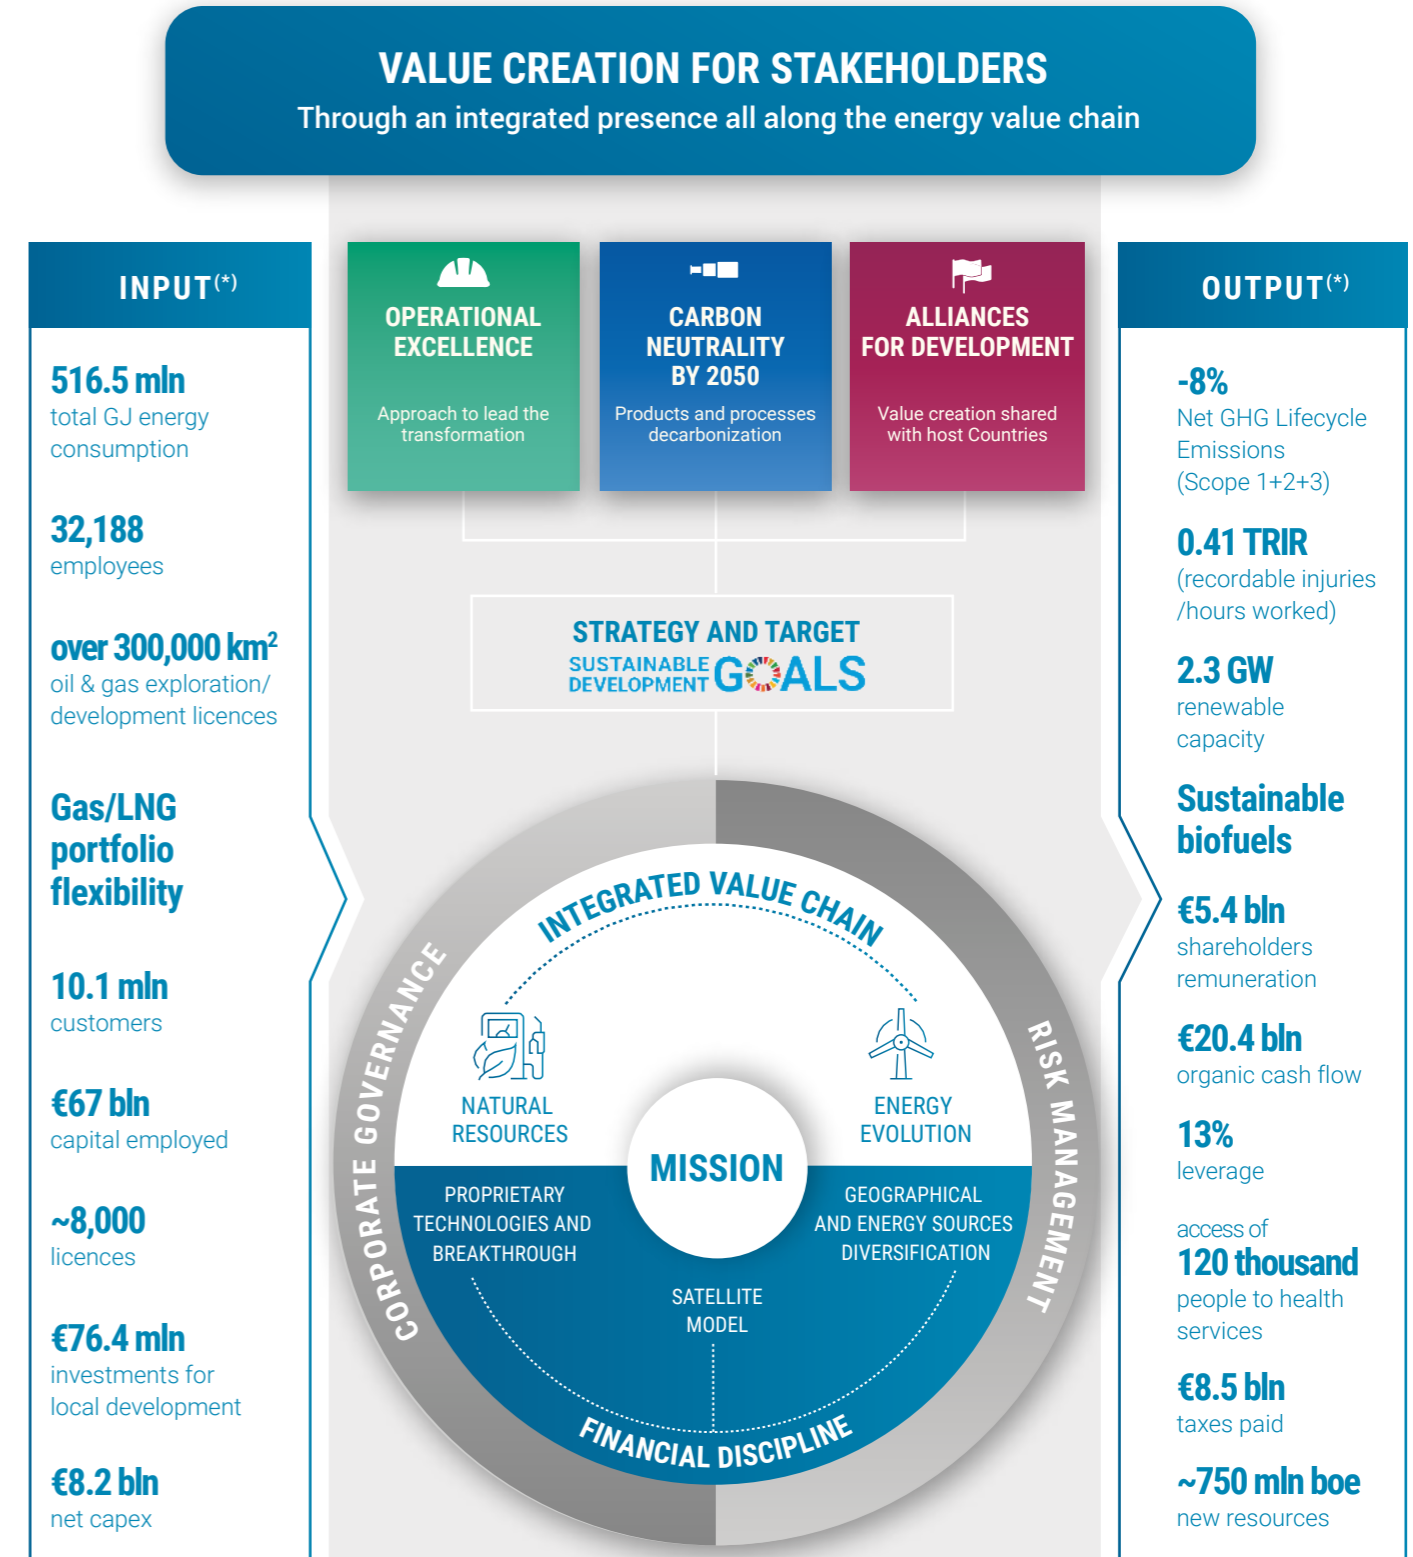 VALUE CREATION FOR STAKEHOLDERS
Through an integrated presence all along the energy value chain
INPUT(*)
516.5 mln
total GJ energy
consumption
32,188
employees
over 300,000 km²
oil & gas exploration/
development licences
Gas/LNG
portfolio
flexibility
10.1 mln
customers
€67 bln
capital employed
~8,000
licences
€76.4 mln
investments for
local development
€8.2 bln
net capex
OPERATIONAL
EXCELLENCE
Approach to lead the
transformation
CARBON
NEUTRALITY
BY 2050
Products and processes
decarbonization
ALLIANCES
FOR DEVELOPMENT
Value creation shared
with host Countries
STRATEGY AND TARGET
SUSTAINABLE
DEVELOPMENT GOALS
CORPORATE GOVERNANCE
RISK MANAGEMENT
INTEGRATED VALUE CHAIN
NATURAL
RESOURCES
ENERGY
EVOLUTION
MISSION
PROPRIETARY
TECHNOLOGIES AND
BREAKTHROUGH
GEOGRAPHICAL
AND ENERGY SOURCES
DIVERSIFICATION
SATELLITE
MODEL
FINANCIAL DISCIPLINE
OUTPUT(*)
-8%
Net GHG Lifecycle
Emissions
(Scope 1+2+3)
0.41 TRIR
(recordable injuries
/hours worked)
2.3 GW
renewable
capacity
Sustainable
biofuels
€5.4 bln
shareholders
remuneration
€20.4 bln
organic cash flow
13%
leverage
access of
120 thousand
people to health
services
€8.5 bln
taxes paid
~750 mln boe
new resources